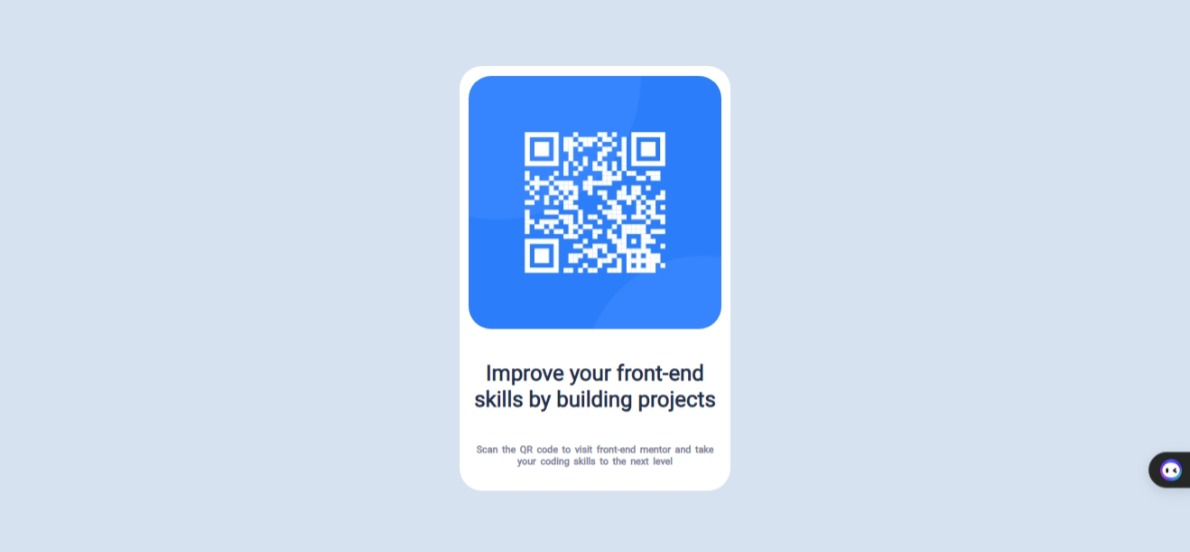 Improve your front-end
skills by building projects
Scan the QR code to visit front-end mentor and take
your coding skills to the next level